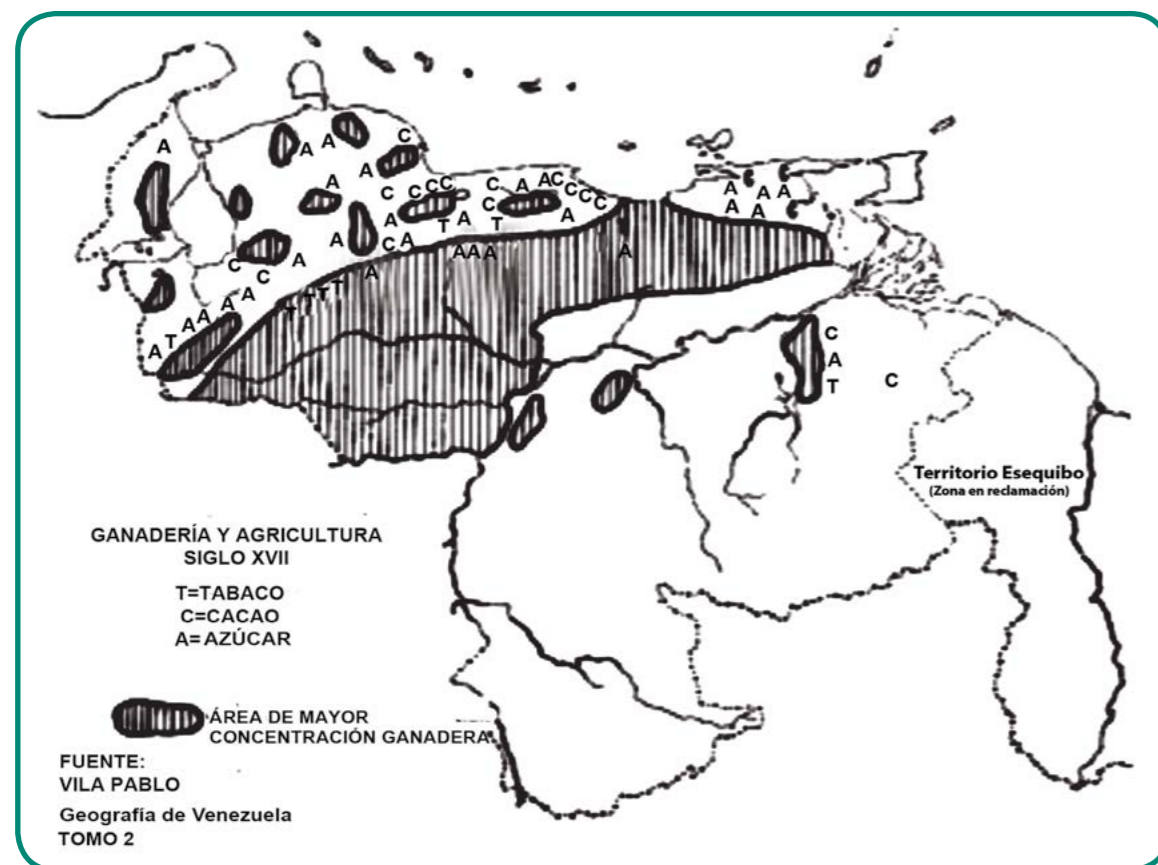 C
A A A
A
A
A
C C C C C
C A A C C C C
C
A A A
A A
A
A T A T
A C A
A A A A
C C A
A
T T T T
A T A A A A
C
A
T
C
Territorio Esequibo
(Zona en reclamación)
GANADERÍA Y AGRICULTURA
SIGLO XVII
T=TABACO
C=CACAO
A= AZÚCAR
ÁREA DE MAYOR
CONCENTRACIÓN GANADERA
FUENTE:
VILA PABLO
Geografía de Venezuela
TOMO 2